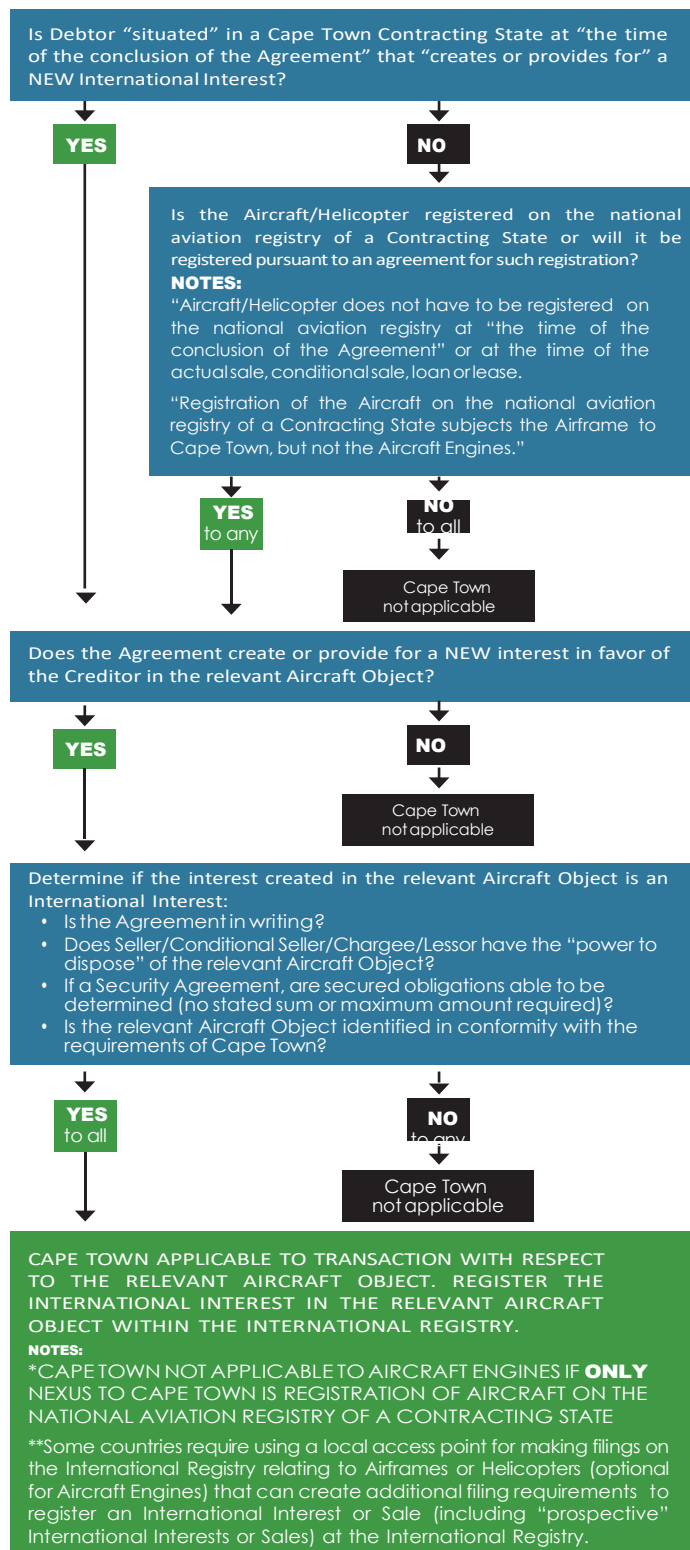 Is Debtor “situated” in a Cape Town Contracting State at “the time
of the conclusion of the Agreement” that “creates or provides for” a
NEW International Interest?
YES
NO
Is the Aircraft/Helicopter registered on the national
aviation registry of a Contracting State or will it be
registered pursuant to an agreement for such registration?
NOTES:
“Aircraft/Helicopter does not have to be registered on
the national aviation registry at “the time of the
conclusion of the Agreement” or at the time of the
actual sale, conditional sale, loan or lease.
“Registration of the Aircraft on the national aviation
registry of a Contracting State subjects the Airframe to
Cape Town, but not the Aircraft Engines.”
YES
to any
NO
to all
Cape Town
not applicable
Does the Agreement create or provide for a NEW interest in favor of
the Creditor in the relevant Aircraft Object?
YES
NO
Cape Town
not applicable
Determine if the interest created in the relevant Aircraft Object is an
International Interest:
• Is the Agreement in writing?
• Does Seller/Conditional Seller/Chargee/Lessor have the “power to
dispose” of the relevant Aircraft Object?
• If a Security Agreement, are secured obligations able to be
determined (no stated sum or maximum amount required)?
• Is the relevant Aircraft Object identified in conformity with the
requirements of Cape Town?
YES
to all
NO
to any
Cape Town
not applicable
CAPE TOWN APPLICABLE TO TRANSACTION WITH RESPECT
TO THE RELEVANT AIRCRAFT OBJECT. REGISTER THE
INTERNATIONAL INTEREST IN THE RELEVANT AIRCRAFT
OBJECT WITHIN THE INTERNATIONAL REGISTRY.
NOTES:
*CAPE TOWN NOT APPLICABLE TO AIRCRAFT ENGINES IF ONLY
NEXUS TO CAPE TOWN IS REGISTRATION OF AIRCRAFT ON THE
NATIONAL AVIATION REGISTRY OF A CONTRACTING STATE
**Some countries require using a local access point for making filings on
the International Registry relating to Airframes or Helicopters (optional
for Aircraft Engines) that can create additional filing requirements to
register an International Interest or Sale (including “prospective”
International Interests or Sales) at the International Registry.